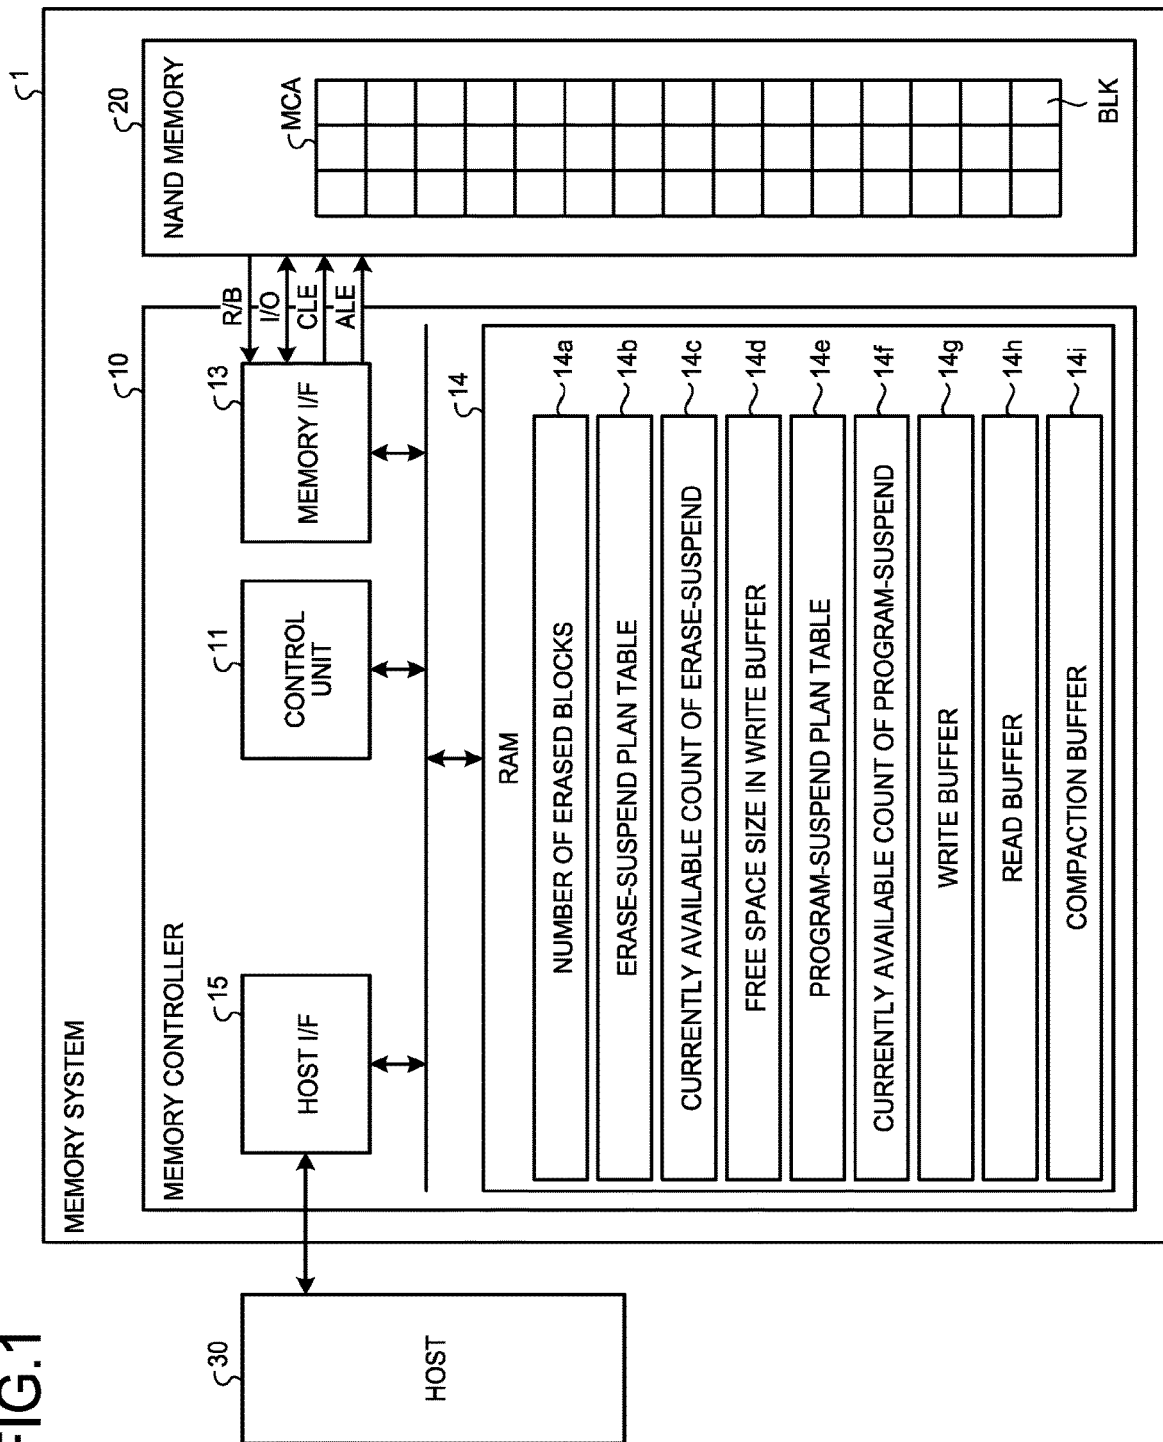 FIG.1
MEMORY SYSTEM
1
30
HOST
MEMORY CONTROLLER
10
15
HOST I/F
11
CONTROL
UNIT
13
MEMORY I/F
R/B
I/O
CLE
ALE
20
NAND MEMORY
MCA
BLK
RAM
14
NUMBER OF ERASED BLOCKS
14a
ERASE-SUSPEND PLAN TABLE
14b
CURRENTLY AVAILABLE COUNT OF ERASE-SUSPEND
14c
FREE SPACE SIZE IN WRITE BUFFER
14d
PROGRAM-SUSPEND PLAN TABLE
14e
CURRENTLY AVAILABLE COUNT OF PROGRAM-SUSPEND
14f
WRITE BUFFER
14g
READ BUFFER
14h
COMPACTION BUFFER
14i